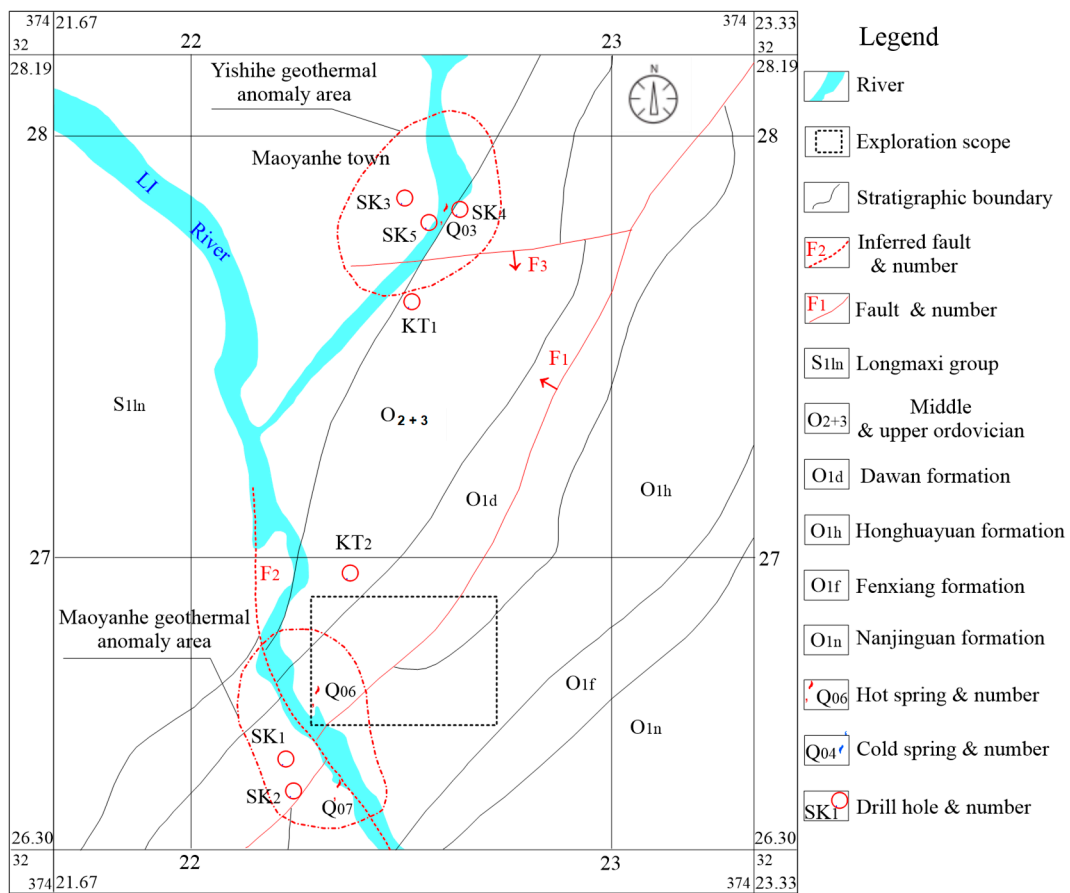 374 21.67
22
23
374 23.33
32
28.19
32
28.19
Yishihe geothermal
anomaly area
N
28
28
Maoyanhe town
LI
River
SK3
SK4
SK5
Q03
F3
KT1
F1
S1ln
O2+3
O1d
O1h
KT2
27
27
F2
Maoyanhe geothermal
anomaly area
Q06
O1f
O1n
SK1
SK2
Q07
26.30
32
374 21.67
22
23
26.30
32
374 23.33
Legend
River
Exploration scope
Stratigraphic boundary
F2 Inferred fault
& number
F1 Fault & number
S1ln Longmaxi group
O2+3 Middle
& upper ordovician
O1d Dawan formation
O1h Honghuayuan formation
O1f Fenxiang formation
O1n Nanjinguan formation
Q06 Hot spring & number
Q04 Cold spring & number
SK1 Drill hole & number